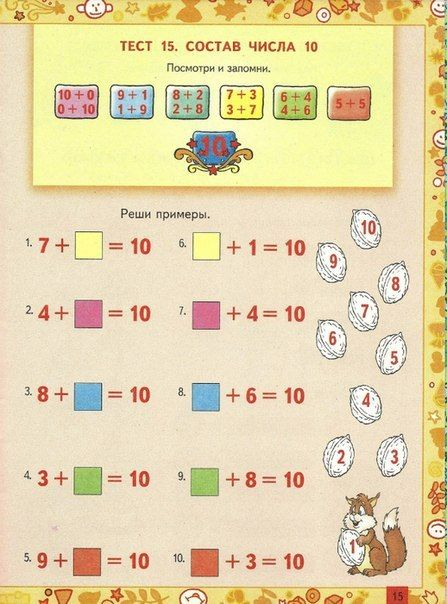 ТЕСТ 15. СОСТАВ ЧИСЛА 10
Посмотри и запомни.
10+0 9+1 8+2 7+3 6+4 5+5
0+10 1+9 2+8 3+7 4+6
10
Реши примеры.
1. 7 + = 10
2. 4 + = 10
3. 8 + = 10
4. 3 + = 10
5. 9 + = 10
6. + 1 = 10
7. + 4 = 10
8. + 6 = 10
9. + 8 = 10
10. + 3 = 10
10
9
8
7
6
5
4
2
3
1
15